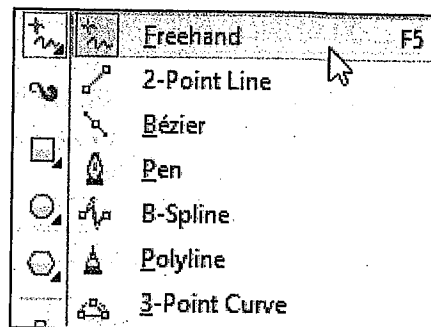 Freehand F5
2-Point Line
Bézier
Pen
B-Spline
Polyline
3-Point Curve